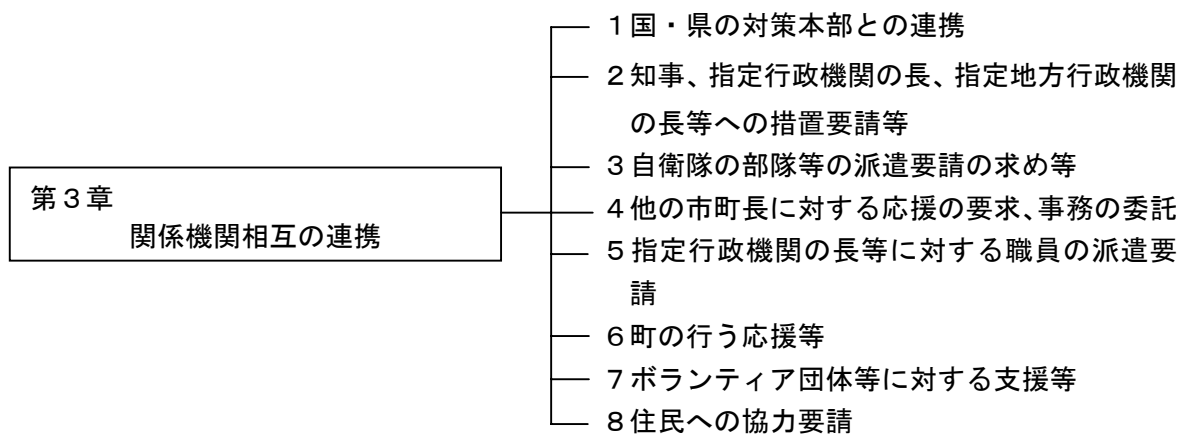 第３章
関係機関相互の連携
１国・県の対策本部との連携
２知事、指定行政機関の長、指定地方行政機関
の長等への措置要請等
３自衛隊の部隊等の派遣要請の求め等
４他の市町長に対する応援の要求、事務の委託
５指定行政機関の長等に対する職員の派遣要
請
６町の行う応援等
７ボランティア団体等に対する支援等
８住民への協力要請